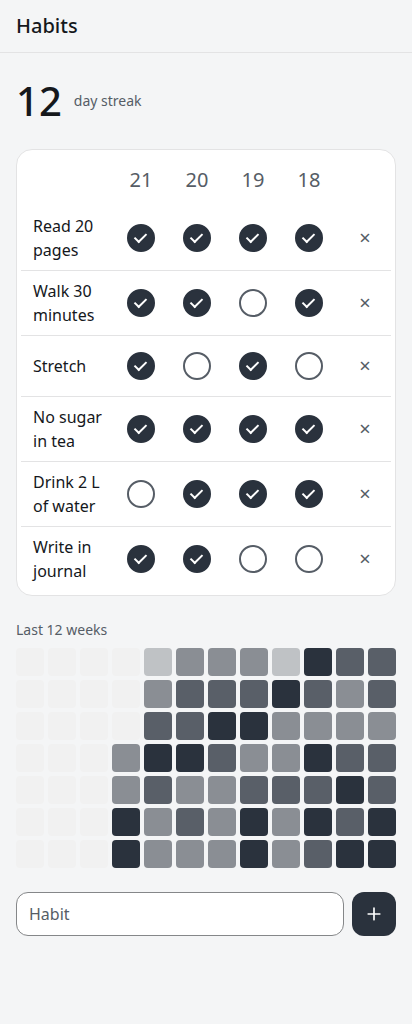 Habits
12 day streak
21 20 19 18
Read 20
pages
Walk 30
minutes
Stretch
No sugar
in tea
Drink 2 L
of water
Write in
journal
Last 12 weeks
Habit